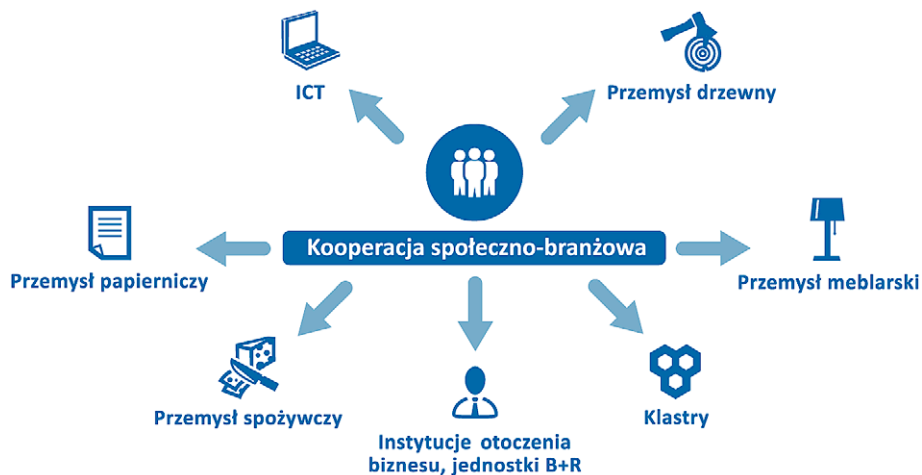 ICT
Przemysł drzewny
Kooperacja społeczno-branżowa
Przemysł papierniczy
Przemysł meblarski
Przemysł spożywczy
Instytucje otoczenia
biznesu, jednostki B+R
Klastry